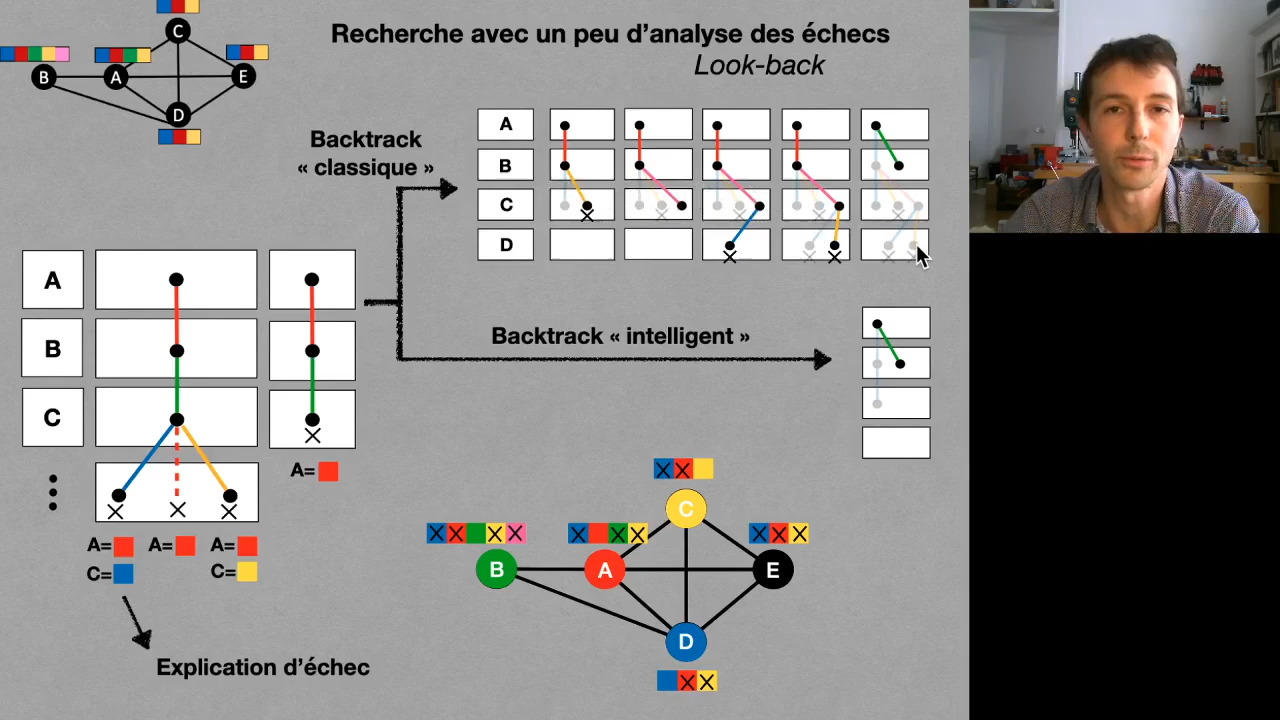 Recherche avec un peu d'analyse des échecs
Look-back
C
B
A
E
D
Backtrack
« classique »
A
B
C
D
Backtrack « intelligent »
A
B
C
A=
A=
A=
A=
C=
C=
Explication d'échec
C
B
A
E
D